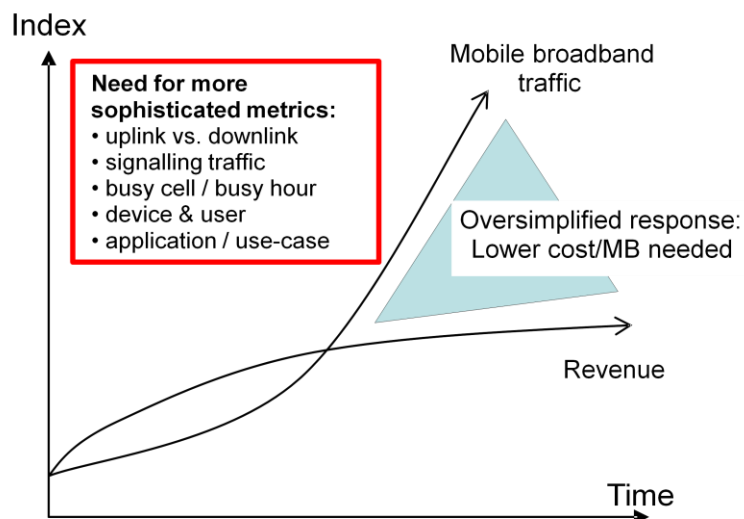 Index
Need for more
sophisticated metrics:
• uplink vs. downlink
• signalling traffic
• busy cell / busy hour
• device & user
• application / use-case
Mobile broadband
traffic
Oversimplified response:
Lower cost/MB needed
Revenue
Time